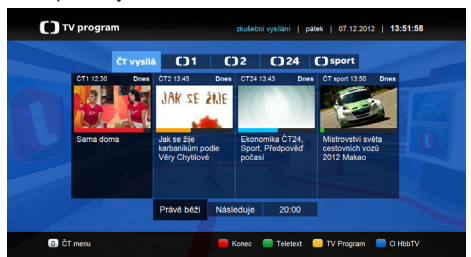 TV program
zkušební vysílání | pátek | 07.12.2012 | 13:51:58
ČT vysílá 1 2 24 sport
ČT1 12:30 Dnes
Sama doma
ČT2 13:45 Dnes
JAK SE ŽIJE
Jak se žije
karbaníkům podle
Věry Chytilové
ČT24 13:43 Dnes
Ekonomika ČT24,
Sport, Předpověď
počasí
ČT sport 13:50 Dnes
Mistrovství světa
cestovních vozů
2012 Makao
Právě běží Následuje 20:00
0 ČT menu
Konec Teletext TV Program O HbbTV